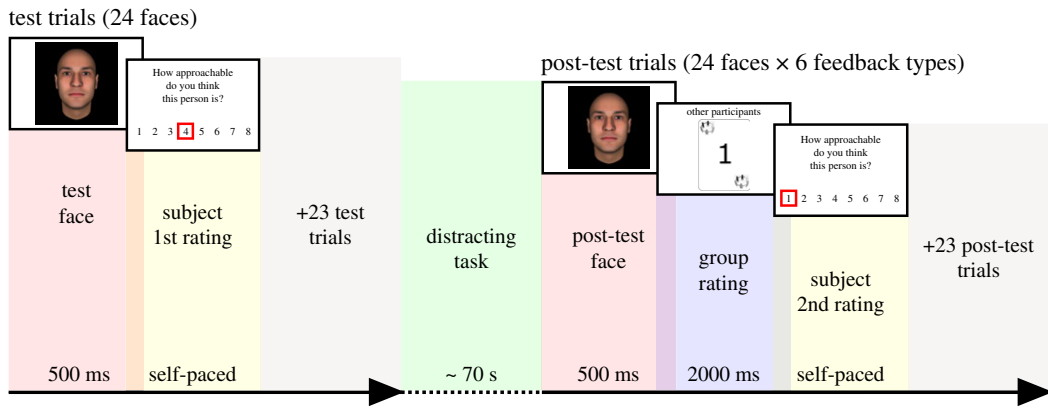 test trials (24 faces)
How approachable
do you think
this person is?
1 2 3 4 5 6 7 8
test
face
subject
1st rating
+23 test
trials
500 ms
self-paced
distracting
task
~ 70 s
post-test trials (24 faces × 6 feedback types)
other participants
1
How approachable
do you think
this person is?
1 2 3 4 5 6 7 8
post-test
face
group
rating
subject
2nd rating
+23 post-test
trials
500 ms
2000 ms
self-paced